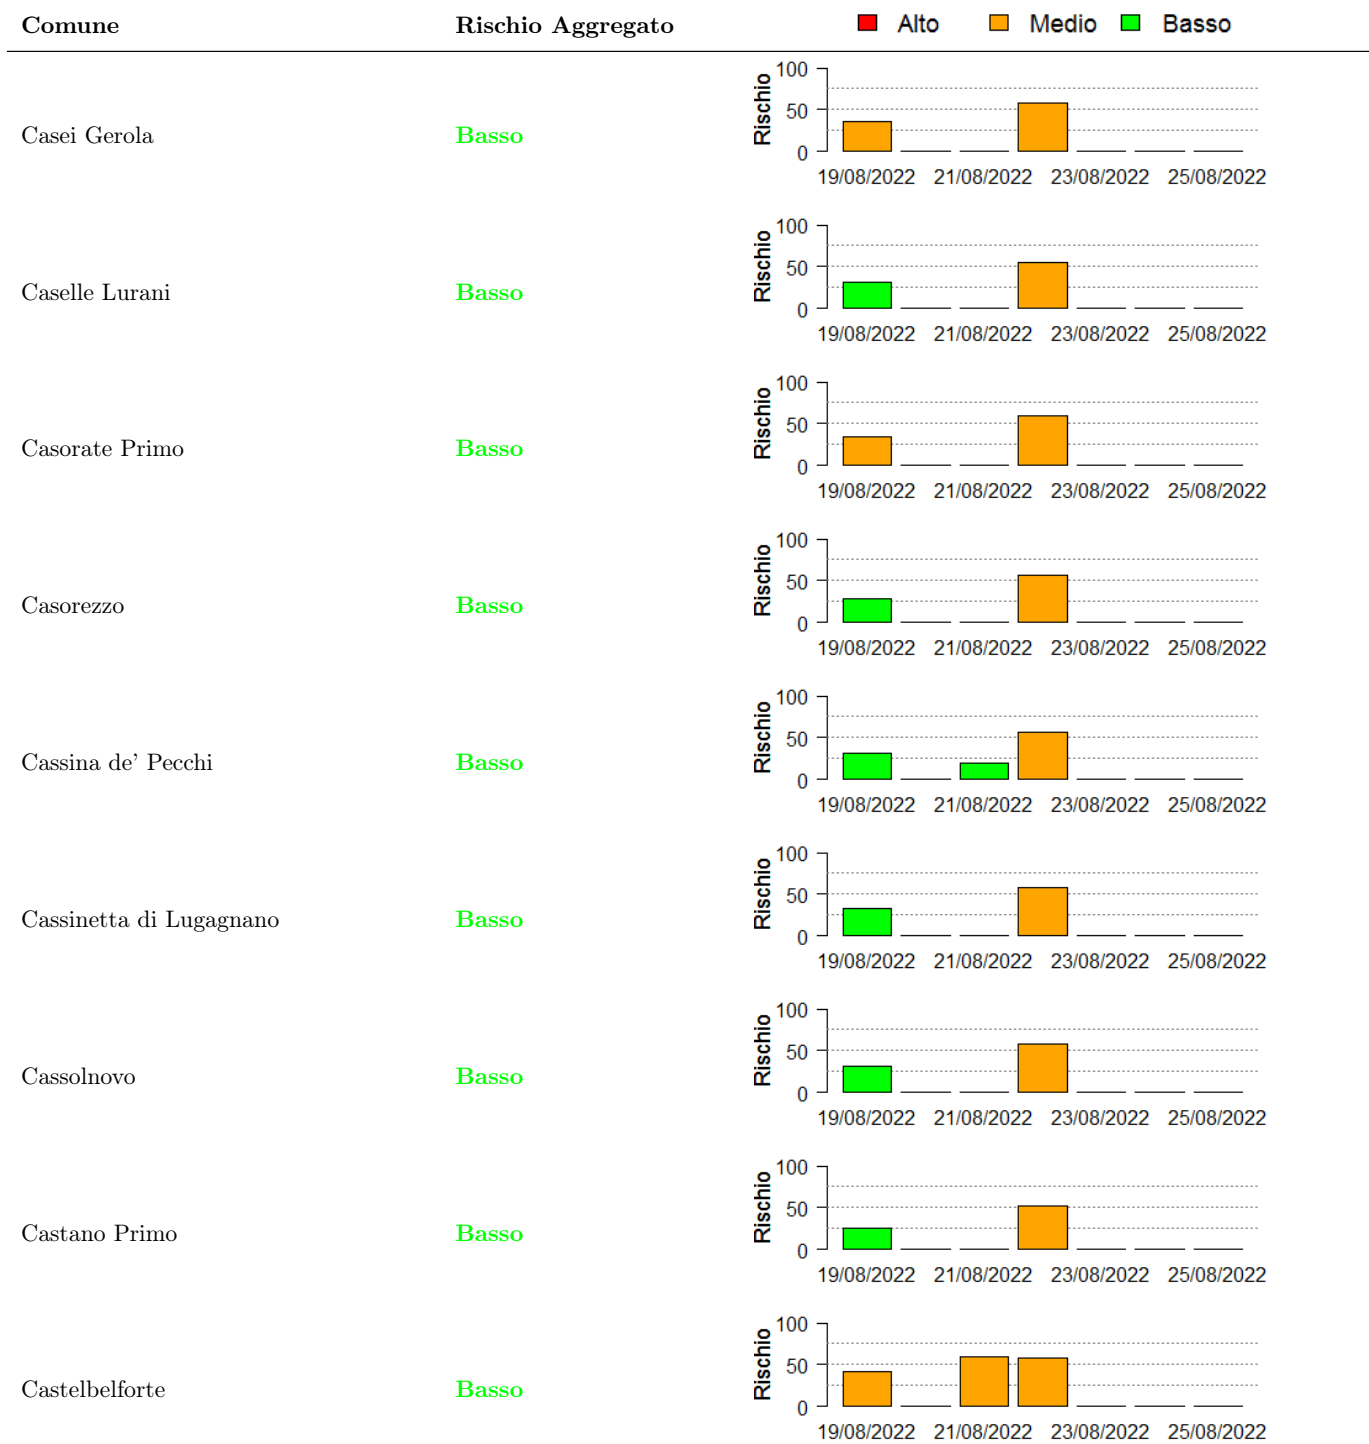 Comune Rischio Aggregato Alto Medio Basso
Casei Gerola Basso
Rischio
100
50
0
19/08/2022 21/08/2022 23/08/2022 25/08/2022
Caselle Lurani Basso
Rischio
100
50
0
19/08/2022 21/08/2022 23/08/2022 25/08/2022
Casorate Primo Basso
Rischio
100
50
0
19/08/2022 21/08/2022 23/08/2022 25/08/2022
Casorezzo Basso
Rischio
100
50
0
19/08/2022 21/08/2022 23/08/2022 25/08/2022
Cassina de' Pecchi Basso
Rischio
100
50
0
19/08/2022 21/08/2022 23/08/2022 25/08/2022
Cassinetta di Lugagnano Basso
Rischio
100
50
0
19/08/2022 21/08/2022 23/08/2022 25/08/2022
Cassolnovo Basso
Rischio
100
50
0
19/08/2022 21/08/2022 23/08/2022 25/08/2022
Castano Primo Basso
Rischio
100
50
0
19/08/2022 21/08/2022 23/08/2022 25/08/2022
Castelbelforte Basso
Rischio
100
50
0
19/08/2022 21/08/2022 23/08/2022 25/08/2022